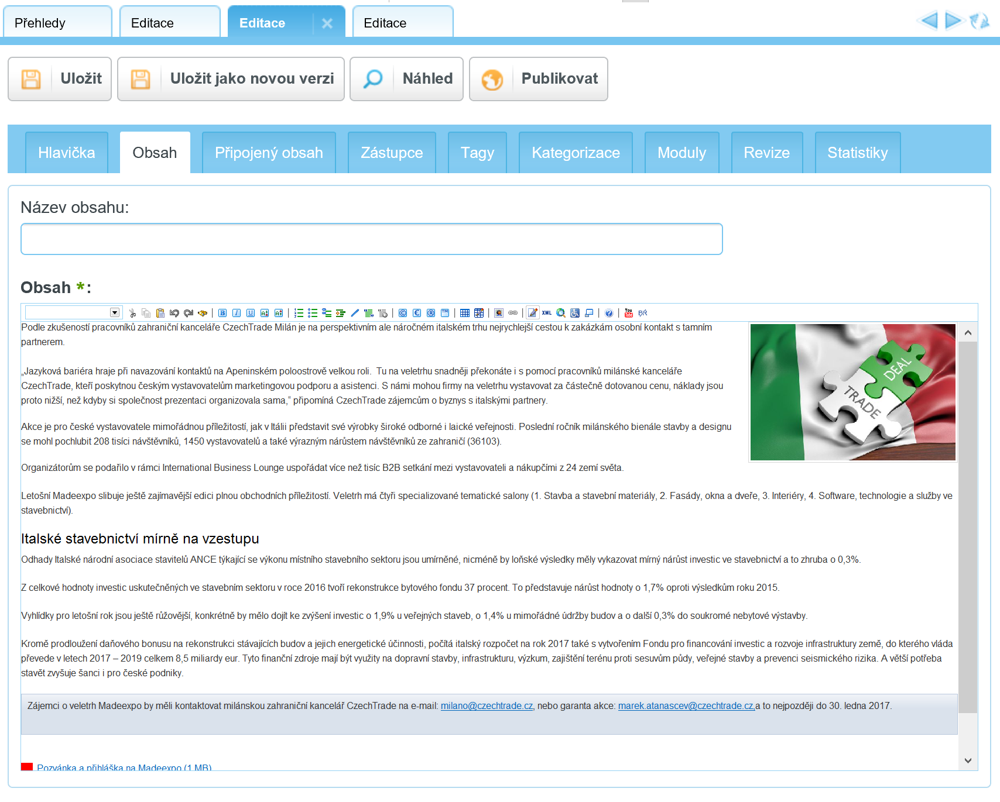 Přehledy
Editace
Editace
Editace
Uložit
Uložit jako novou verzi
Náhled
Publikovat
Hlavička
Obsah
Připojený obsah
Zástupce
Tagy
Kategorizace
Moduly
Revize
Statistiky
Název obsahu:
Obsah *:
XML
Podle zkušeností pracovníků zahraniční kanceláře CzechTrade Milán je na perspektivním ale náročném italském trhu nejrychlejší cestou k zakázkám osobní kontakt s tamním
partnerem.
„Jazyková bariéra hraje při navazování kontaktů na Apeninském poloostrově velkou roli.  Tu na veletrhu snadněji překonáte i s pomocí pracovníků milánské kanceláře
CzechTrade, kteří poskytnou českým vystavovatelům marketingovou podporu a asistenci. S námi mohou firmy na veletrhu vystavovat za částečně dotovanou cenu, náklady jsou
proto nižší, než kdyby si společnost prezentaci organizovala sama,“ připomíná CzechTrade zájemcům o byznys s italskými partnery.
DEAL
TRADE
Akce je pro české vystavovatele mimořádnou příležitostí, jak v Itálii představit své výrobky široké odborné i laické veřejnosti. Poslední ročník milánského bienále stavby a designu
se mohl pochlubit 208 tisíci návštěvníků, 1450 vystavovatelů a také výrazným nárůstem návštěvníků ze zahraničí (36103).
Organizátorům se podařilo v rámci International Business Lounge uspořádat více než tisíc B2B setkání mezi vystavovateli a nákupčími z 24 zemí světa.
Letošní Madeexpo slibuje ještě zajímavější edici plnou obchodních příležitostí. Veletrh má čtyři specializované tematické salony (1. Stavba a stavební materiály, 2. Fasády, okna a dveře, 3. Interiéry, 4. Software, technologie a služby ve
stavebnictví).
Italské stavebnictví mírně na vzestupu
Odhady Italské národní asociace stavitelů ANCE týkající se výkonu místního stavebního sektoru jsou umírněné, nicméně by loňské výsledky měly vykazovat mírný nárůst investic ve stavebnictví a to zhruba o 0,3%.
Z celkové hodnoty investic uskutečněných ve stavebním sektoru v roce 2016 tvoří rekonstrukce bytového fondu 37 procent. To představuje nárůst hodnoty o 1,7% oproti výsledkům roku 2015.
Vyhlídky pro letošní rok jsou ještě růžovější, konkrétně by mělo dojít ke zvýšení investic o 1,9% u veřejných staveb, o 1,4% u mimořádné údržby budov a o další 0,3% do soukromé nebytové výstavby.
Kromě prodloužení daňového bonusu na rekonstrukci stávajících budov a jejich energetické účinnosti, počítá italský rozpočet na rok 2017 také s vytvořením Fondu pro financování investic a rozvoje infrastruktury země, do kterého vláda
převede v letech 2017 – 2019 celkem 8,5 miliardy eur. Tyto finanční zdroje mají být využity na dopravní stavby, infrastrukturu, výzkum, zajištění terénu proti sesuvům půdy, veřejné stavby a prevenci seismického rizika. A větší potřeba
stavět zvyšuje šanci i pro české podniky.
Zájemci o veletrh Madeexpo by měli kontaktovat milánskou zahraniční kancelář CzechTrade na e-mail: milano@czechtrade.cz, nebo garanta akce: marek.atanascev@czechtrade.cz,a to nejpozději do 30. ledna 2017.
Pozvánka a přihláška na Madeexpo (1 MB)